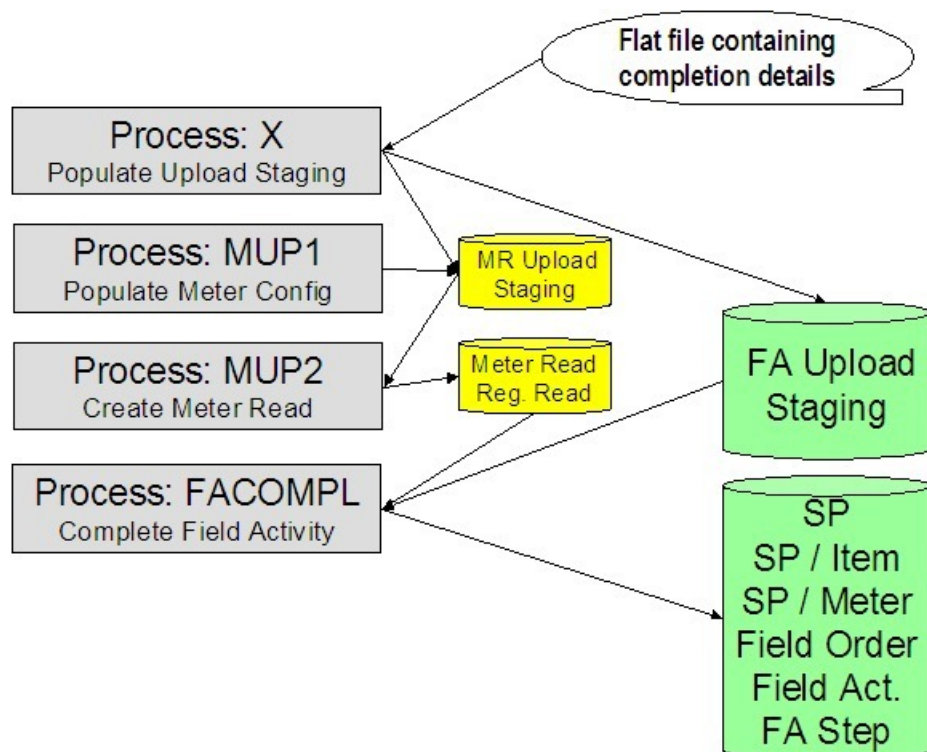 Flat file containing
completion details
Process: X
Populate Upload Staging
Process: MUP1
Populate Meter Config
MR Upload
Staging
Process: MUP2
Create Meter Read
Meter Read
Reg. Read
FA Upload
Staging
Process: FACOMPL
Complete Field Activity
SP
SP / Item
SP / Meter
Field Order
Field Act.
FA Step